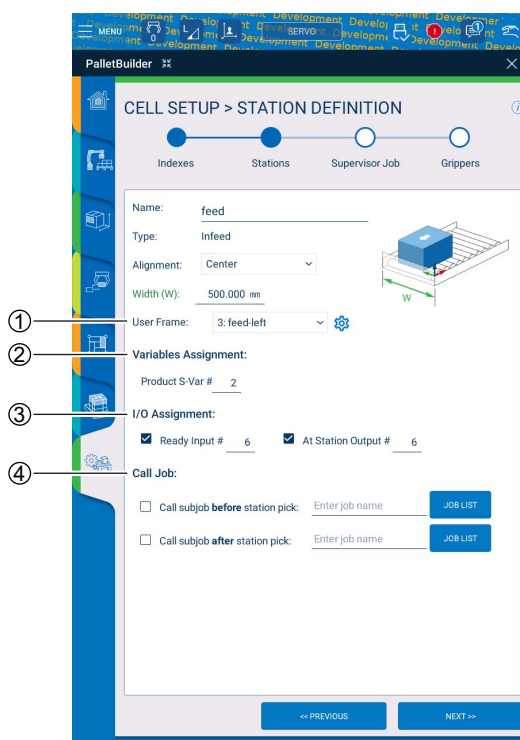 MENU
0
SERVO
1
PalletBuilder
CELL SETUP > STATION DEFINITION
Indexes Stations Supervisor Job Grippers
Name: feed
Type: Infeed
Alignment: Center
W
Width (W): 500.000 mm
① User Frame: 3: feed-left
② Variables Assignment:
Product S-Var # 2
③ I/O Assignment:
Ready Input # 6 At Station Output # 6
④ Call Job:
Call subjob before station pick: Enter job name JOB LIST
Call subjob after station pick: Enter job name JOB LIST
<< PREVIOUS NEXT >>